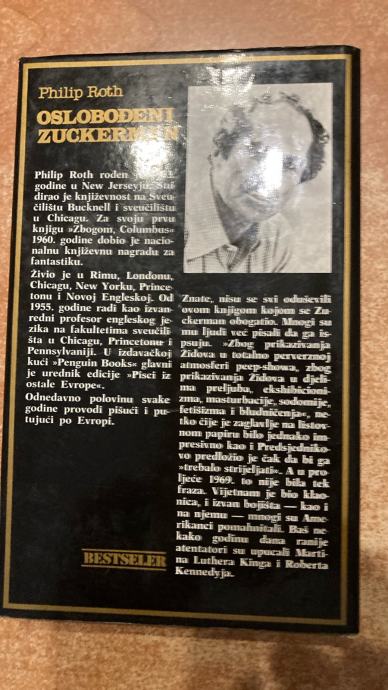 Philip Roth
OSLOBOĐENI
ZUCKERMAN
Philip Roth rođen
godine u New Jerseyju. Stu-
dirao je književnost na Sveu-
čilištu Bucknell i sveučilištu
u Chicagu. Za svoju prvu
knjigu »Zbogom, Columbus«
1960. godine dobio je nacio-
nalnu književnu nagradu za
fantastiku.
Živio je u Rimu, Londonu,
Chicagu, New Yorku, Prince-
tonu i Novoj Engleskoj. Od
1955. godine radi kao izvan-
redni profesor engleskog je-
zika na fakultetima sveučili-
šta u Chicagu, Princetonu i
Pennsylvaniji. U izdavačkoj
kući »Penguin Books« glavni
je urednik edicije »Pisci iz
ostale Evrope«.
Odnedavno polovinu svake
godine provodi pišući i pu-
tujući po Evropi.
Znate, nisu se svi oduševili
ovom knjigom kojom se Zu-
ckerman obogatio. Mnogi su
mu ljudi već pisali da ga is-
psuju. »Zbog prikazivanja
Židova u totalno perverznoj
atmosferi peep-showa, zbog
prikazivanja Židova u djeli-
ma preljuba, ekshibicioni-
zma, masturbacije, sodomije,
fetišizma i bludničenja«, ne-
tko čije je zaglavlje na listov-
nom papiru bilo jednako im-
presivno kao i Predsjedniko-
vo predložio je čak da bi ga
»trebalo strijeljati«. A u pro-
ljeće 1969. to nije bila tek
fraza. Vijetnam je bio klao-
nica, i izvan bojišta — kao i
na njemu — mnogi su Ame-
rikanci pomahnitali. Baš ne-
kako godinu dana ranije
atentatori su upucali Marti-
na Luthera Kinga i Roberta
Kennedyja.
BESTSELER